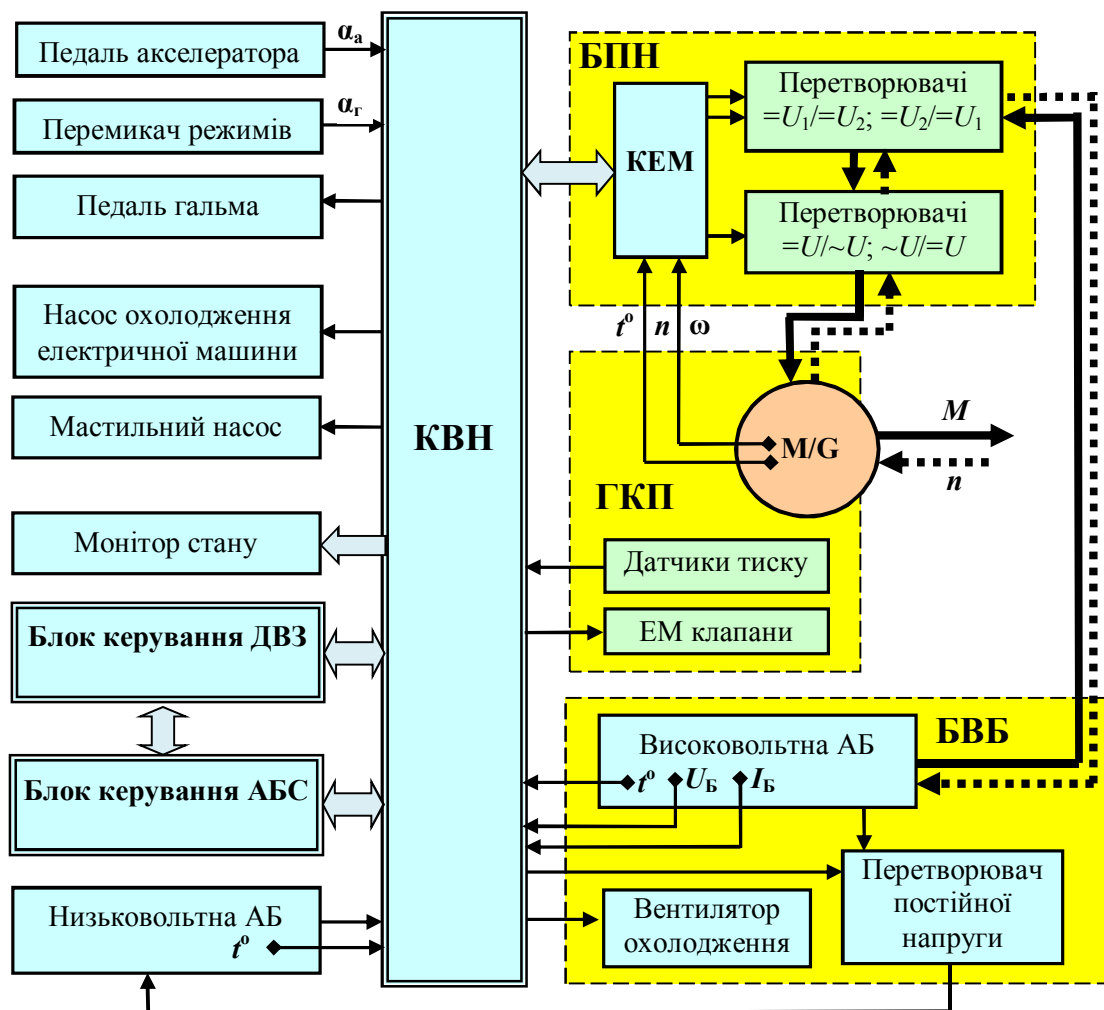 Педаль акселератора
αа
Перемикач режимів
αг
Педаль гальма
Насос охолодження
електричної машини
Мастильний насос
Монітор стану
Блок керування ДВЗ
Блок керування АБС
Низьковольтна АБ
tº
КВН
БПН
КЕМ
Перетворювачі
=U1/=U2; =U2/=U1
Перетворювачі
=U/~U; ~U/=U
tº n ω
ГКП
M/G
M
n
Датчики тиску
ЕМ клапани
БВБ
Високовольтна АБ
tº UБ IБ
Вентилятор
охолодження
Перетворювач
постійної
напруги